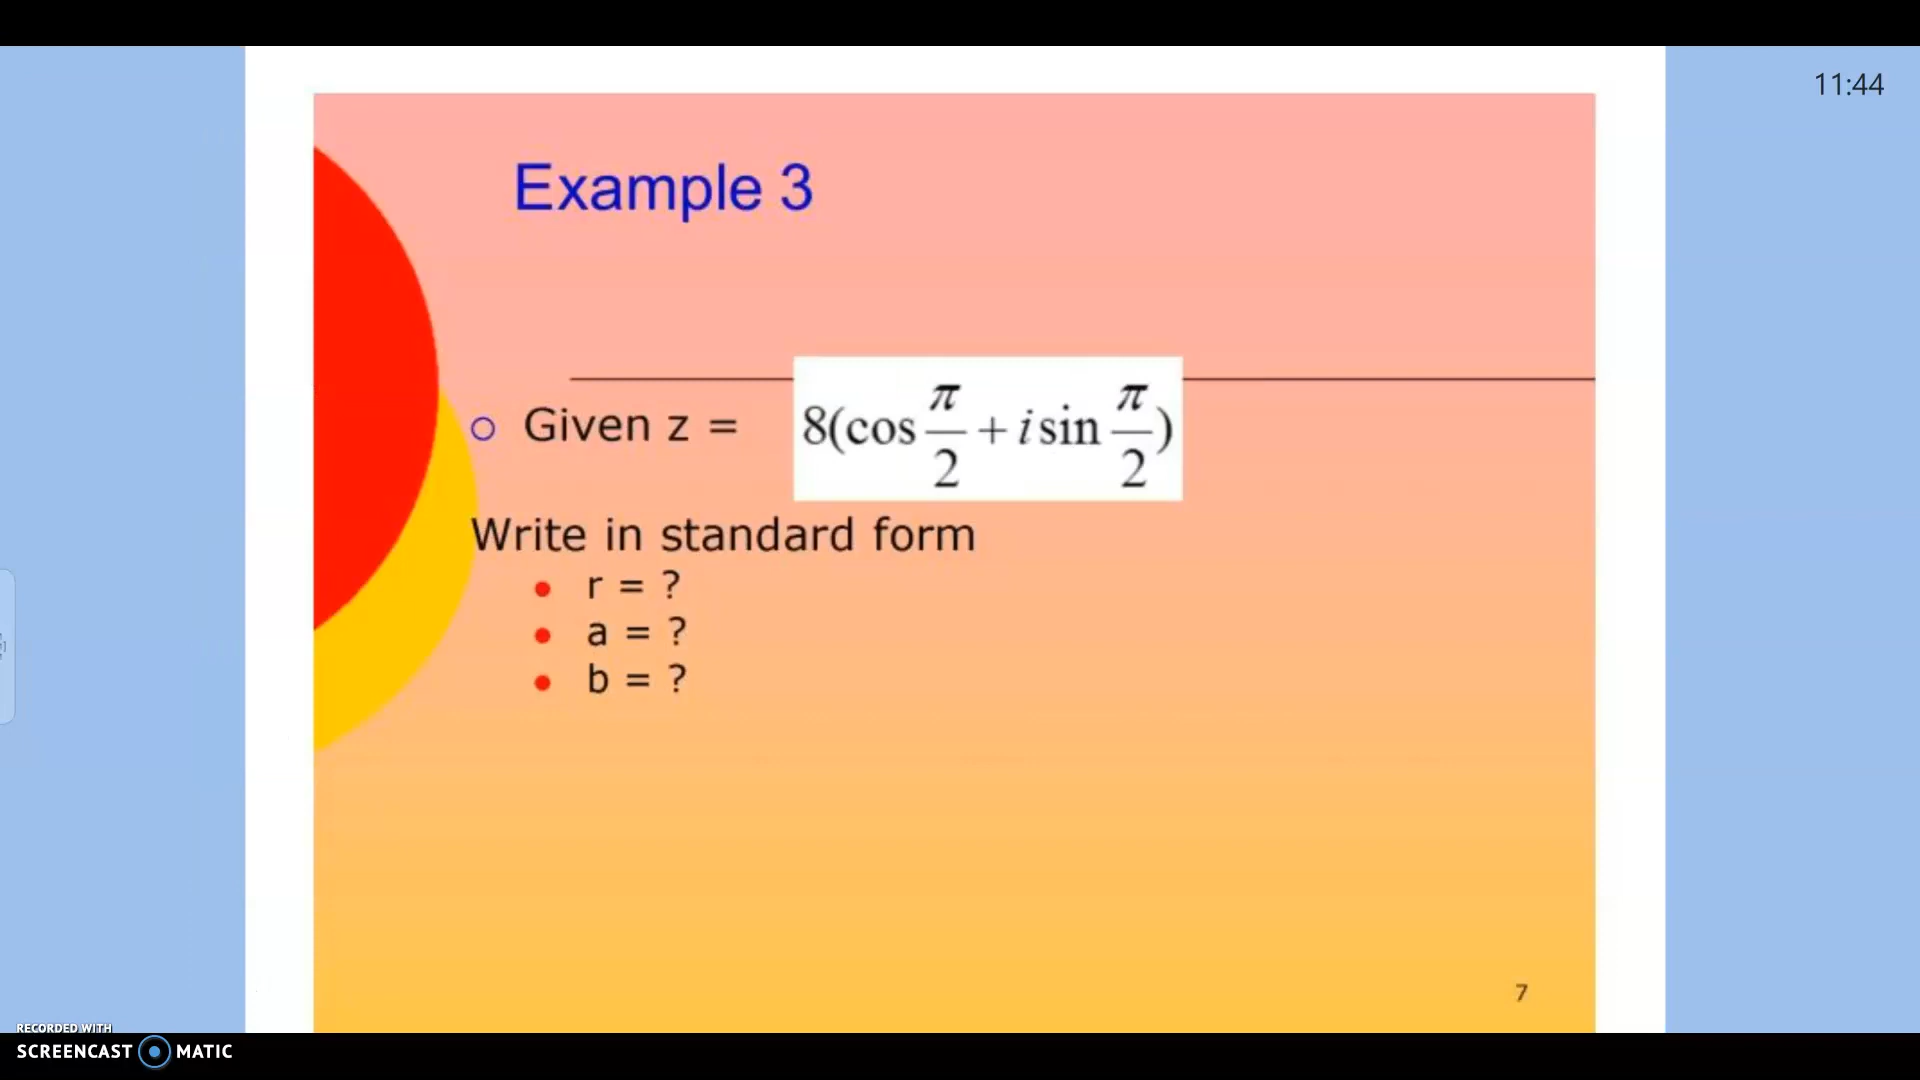 11:44
Example 3
Given z = 8(cos π/2 + i sin π/2)
Write in standard form
r = ?
a = ?
b = ?
7
RECORDED WITH
SCREENCAST MATIC